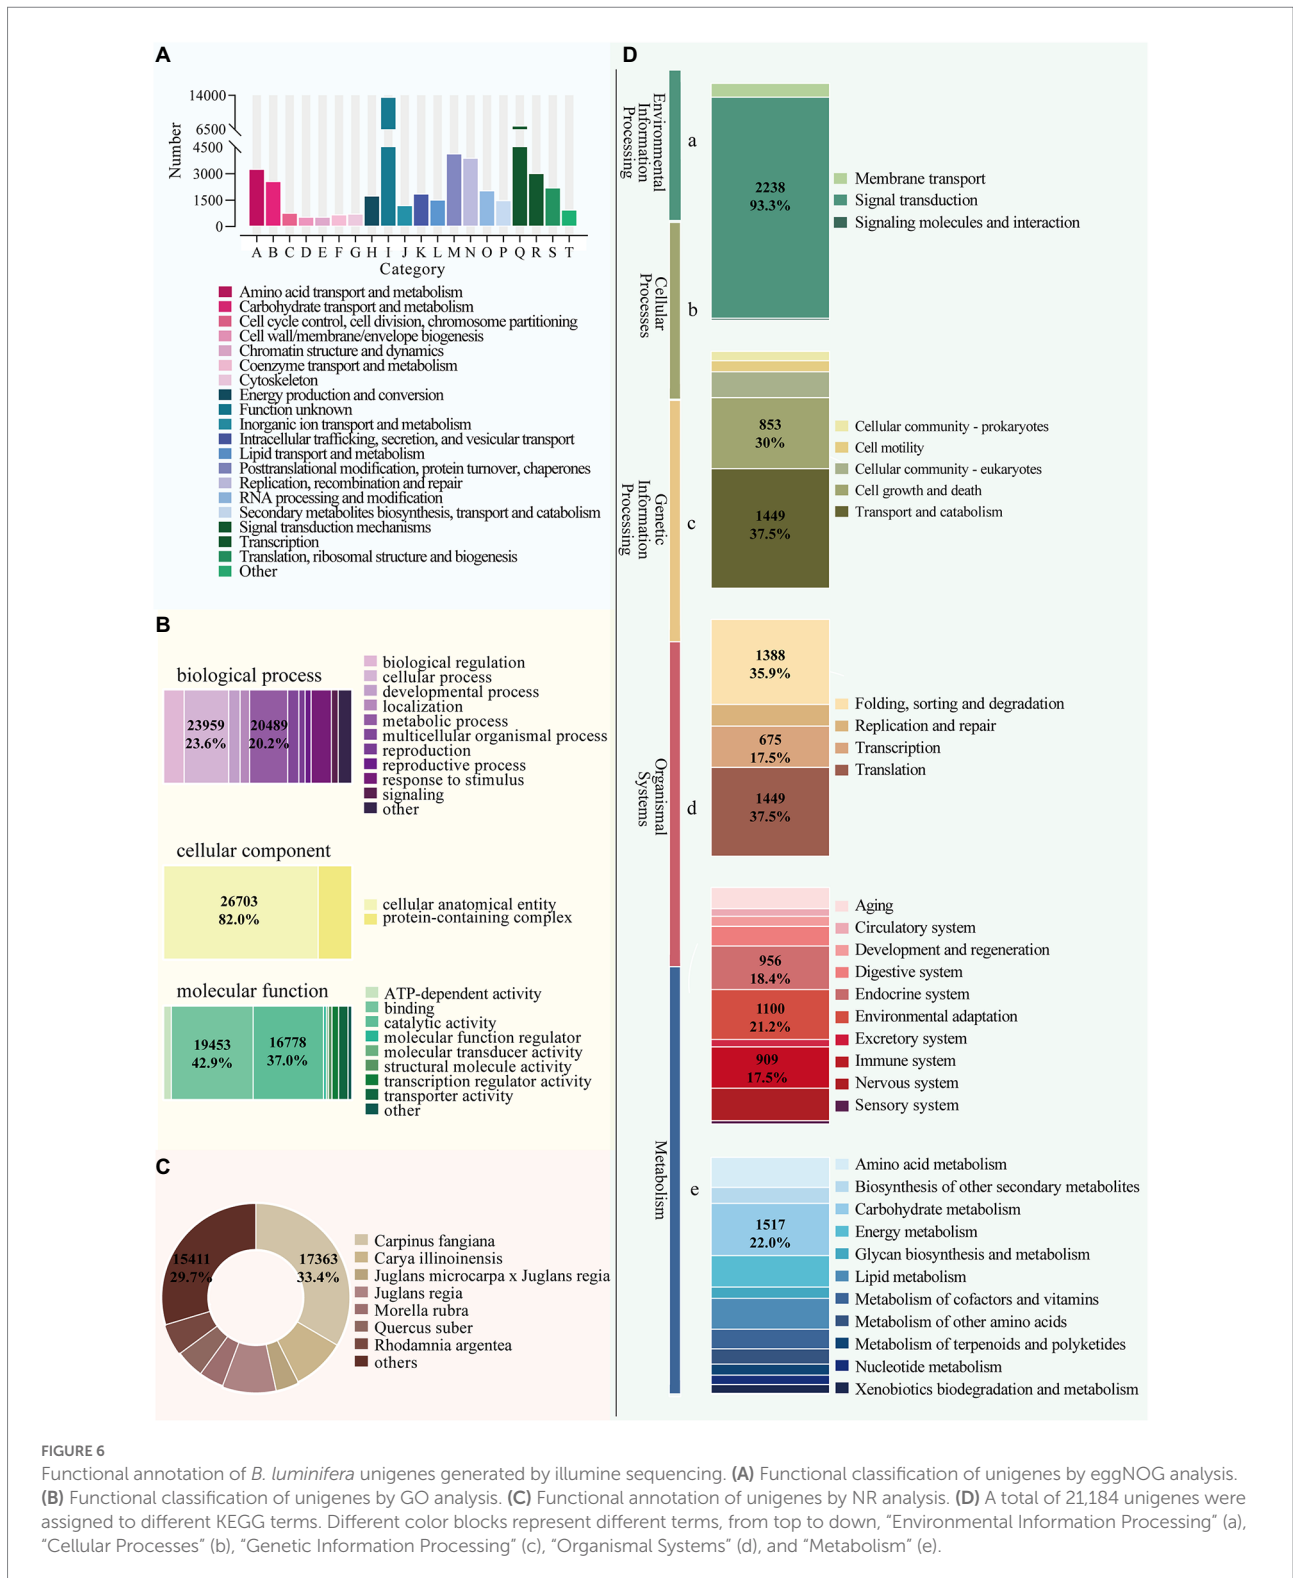 A
14000
6500
4500
3000
1500
0
Number
A B C D E F G H I J K L M N O P Q R S T
Category
Amino acid transport and metabolism
Carbohydrate transport and metabolism
Cell cycle control, cell division, chromosome partitioning
Cell wall/membrane/envelope biogenesis
Chromatin structure and dynamics
Coenzyme transport and metabolism
Cytoskeleton
Energy production and conversion
Function unknown
Inorganic ion transport and metabolism
Intracellular trafficking, secretion, and vesicular transport
Lipid transport and metabolism
Posttranslational modification, protein turnover, chaperones
Replication, recombination and repair
RNA processing and modification
Secondary metabolites biosynthesis, transport and catabolism
Signal transduction mechanisms
Transcription
Translation, ribosomal structure and biogenesis
Other
B
biological process
23959
23.6%
20489
20.2%
biological regulation
cellular process
developmental process
localization
metabolic process
multicellular organismal process
reproduction
reproductive process
response to stimulus
signaling
other
cellular component
26703
82.0%
cellular anatomical entity
protein-containing complex
molecular function
19453
42.9%
16778
37.0%
ATP-dependent activity
binding
catalytic activity
molecular function regulator
molecular transducer activity
structural molecule activity
transcription regulator activity
transporter activity
other
C
15411
29.7%
17363
33.4%
Carpinus fangiana
Carya illinoinensis
Juglans microcarpa x Juglans regia
Juglans regia
Morella rubra
Quercus suber
Rhodamnia argentea
others
D
Environmental
Information
Processing
a
2238
93.3%
Membrane transport
Signal transduction
Signaling molecules and interaction
Cellular
Processes
b
853
30%
1449
37.5%
Cellular community - prokaryotes
Cell motility
Cellular community - eukaryotes
Cell growth and death
Transport and catabolism
Genetic
Information
Processing
c
1388
35.9%
675
17.5%
1449
37.5%
Folding, sorting and degradation
Replication and repair
Transcription
Translation
Organismal
Systems
d
956
18.4%
1100
21.2%
909
17.5%
Aging
Circulatory system
Development and regeneration
Digestive system
Endocrine system
Environmental adaptation
Excretory system
Immune system
Nervous system
Sensory system
Metabolism
e
1517
22.0%
Amino acid metabolism
Biosynthesis of other secondary metabolites
Carbohydrate metabolism
Energy metabolism
Glycan biosynthesis and metabolism
Lipid metabolism
Metabolism of cofactors and vitamins
Metabolism of other amino acids
Metabolism of terpenoids and polyketides
Nucleotide metabolism
Xenobiotics biodegradation and metabolism
FIGURE 6
Functional annotation of B. luminifera unigenes generated by illumine sequencing. (A) Functional classification of unigenes by eggNOG analysis.
(B) Functional classification of unigenes by GO analysis. (C) Functional annotation of unigenes by NR analysis. (D) A total of 21,184 unigenes were
assigned to different KEGG terms. Different color blocks represent different terms, from top to down, “Environmental Information Processing” (a),
“Cellular Processes” (b), “Genetic Information Processing” (c), “Organismal Systems” (d), and “Metabolism” (e).